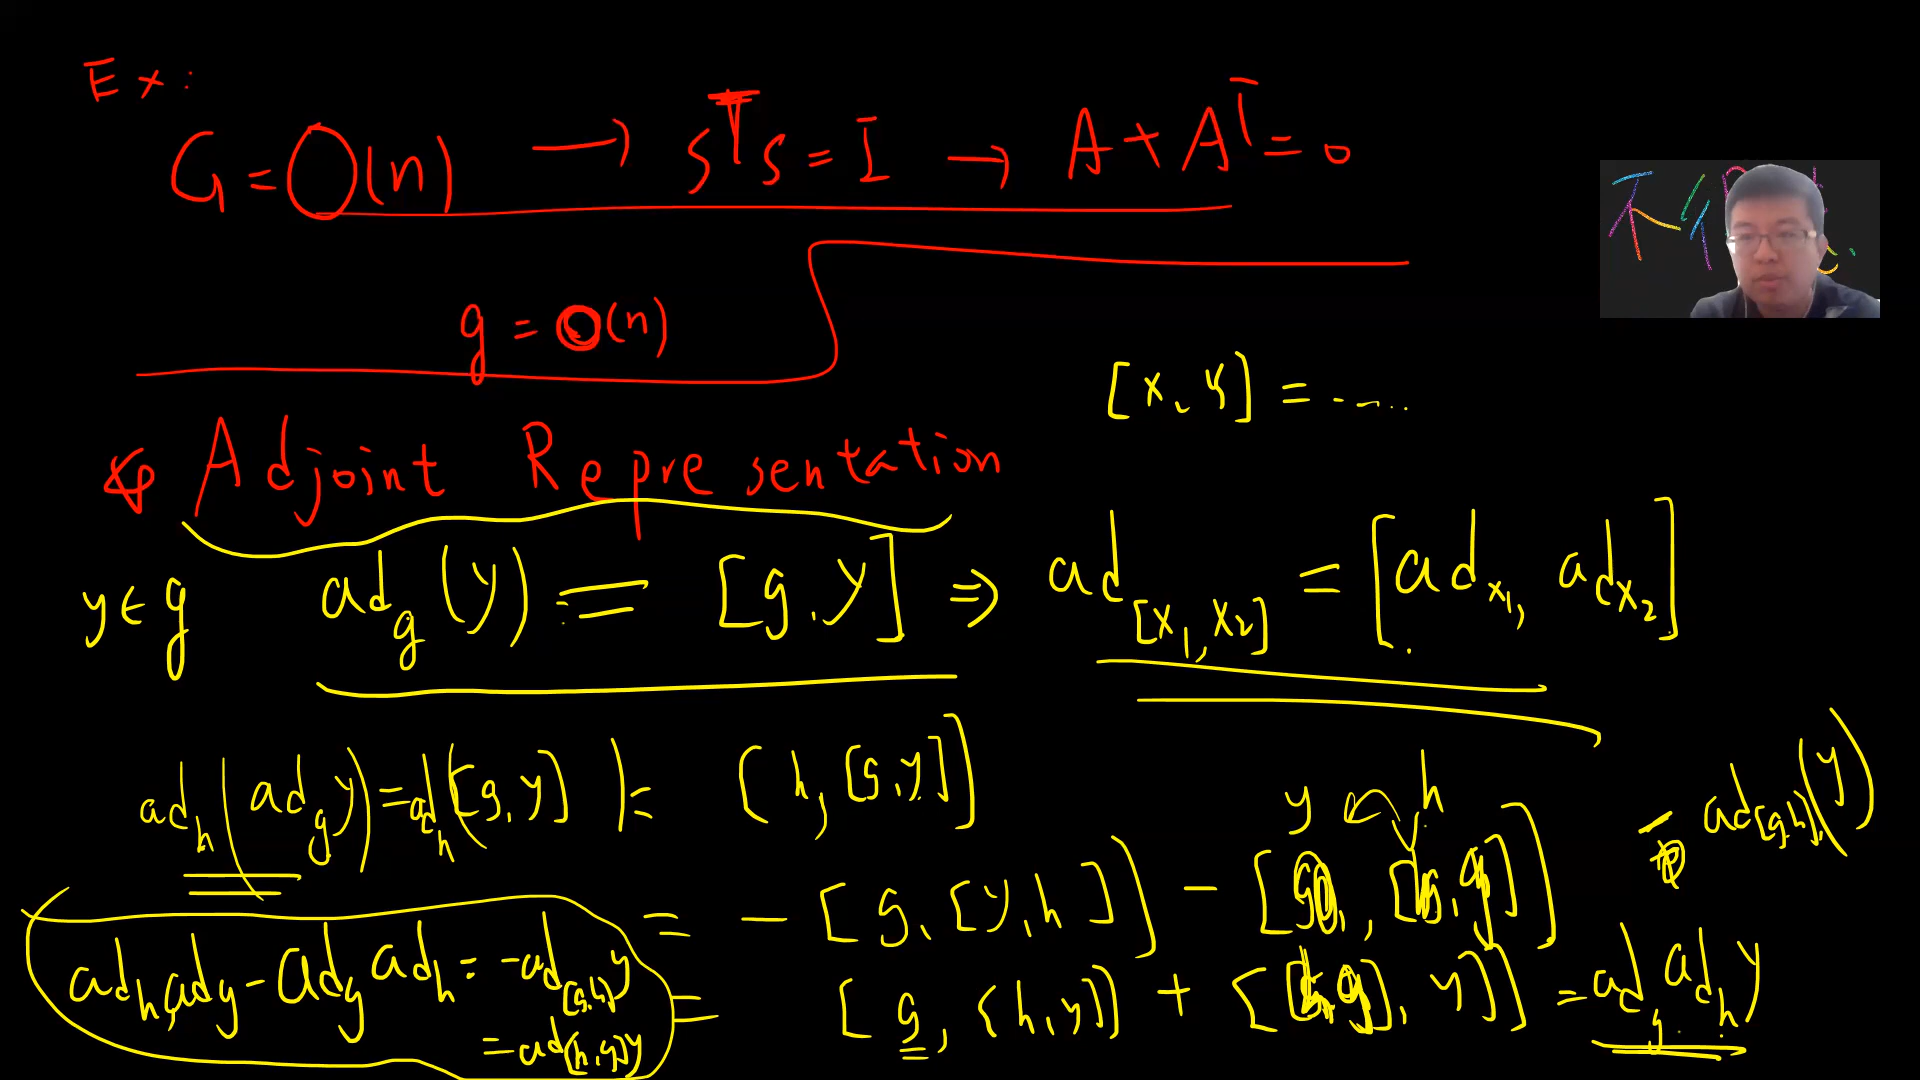 Ex:
G = O(n) → sᵀs = I → A + Aᵀ = 0
g = O(n)
[x, y] = .....
Adjoint Representation
y ∈ g ad_g(y) := [g, y] ⇒ ad_[x₁, x₂] = [ad_x₁, ad_x₂]
ad_h(ad_g y) = ad_h([g, y]) = [h, [g, y]]
y h
- ad_[g,h](y)
= - [g, [y, h]] - [y, [h, g]]
ad_h ad_g - ad_g ad_h = -ad_[g,h] y
= ad_[h,g] y
= [g, [h, y]] + [[h, g], y]] = ad_g ad_h y